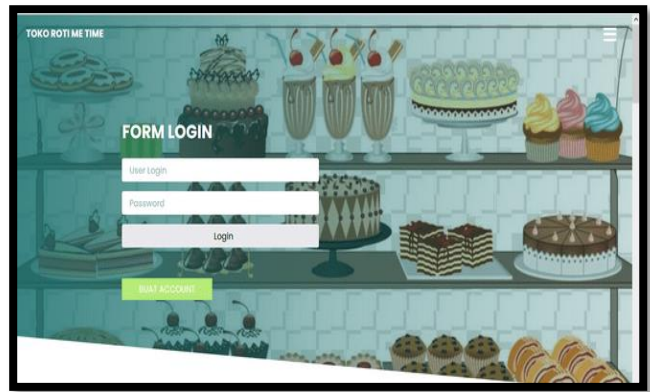 TOKO ROTI ME TIME
FORM LOGIN
User Login
Password
Login
BUAT ACCOUNT